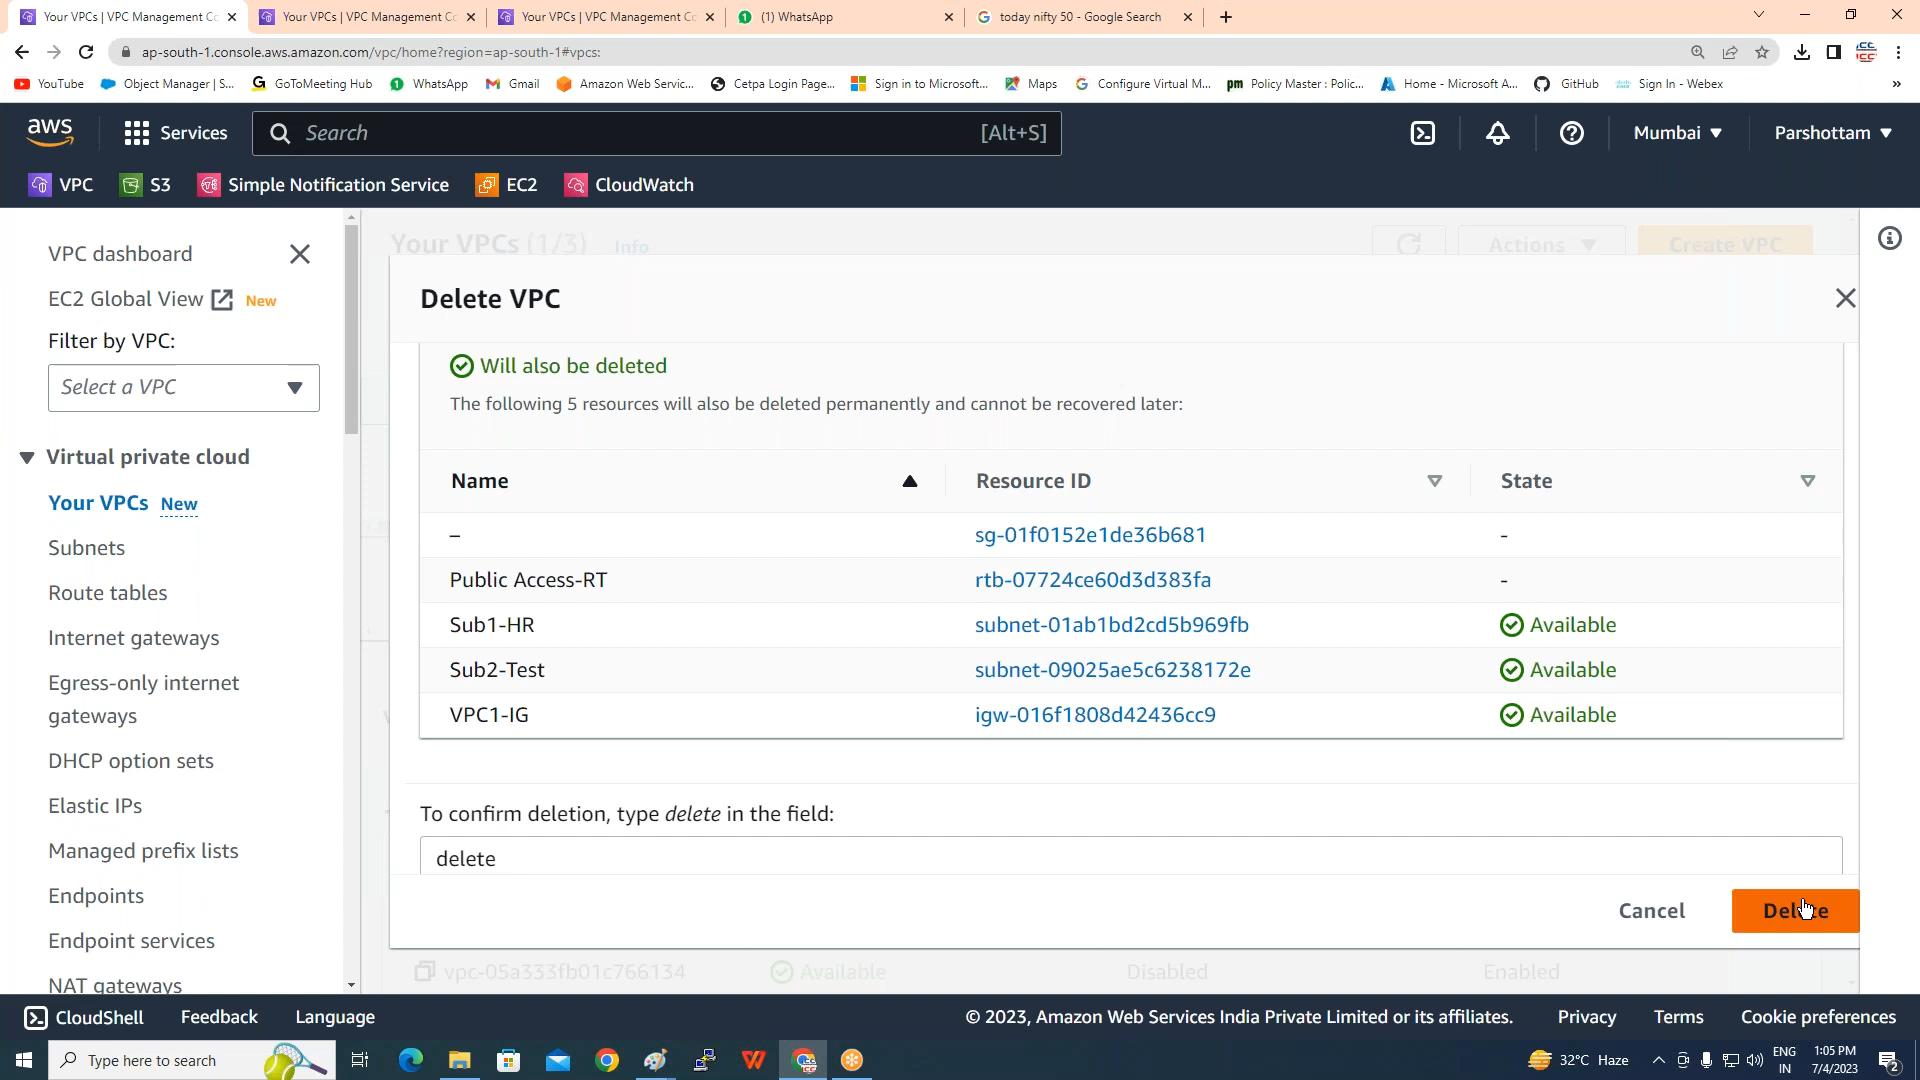 Your VPCs | VPC Management Co
Your VPCs | VPC Management Co
Your VPCs | VPC Management Co
(1) WhatsApp
today nifty 50 - Google Search
ap-south-1.console.aws.amazon.com/vpc/home?region=ap-south-1#vpcs:
YouTube
Object Manager | S...
GoToMeeting Hub
WhatsApp
Gmail
Amazon Web Servic...
Cetpa Login Page...
Sign in to Microsoft...
Maps
Configure Virtual M...
pm Policy Master : Polic...
Home - Microsoft A...
GitHub
Sign In - Webex
»
aws
Services
Search
[Alt+S]
Mumbai
Parshottam
VPC
S3
Simple Notification Service
EC2
CloudWatch
VPC dashboard
EC2 Global View New
Filter by VPC:
Select a VPC
Virtual private cloud
Your VPCs New
Subnets
Route tables
Internet gateways
Egress-only internet
gateways
DHCP option sets
Elastic IPs
Managed prefix lists
Endpoints
Endpoint services
NAT gateways
Your VPCs (1/3) Info
Actions
Create VPC
Delete VPC
Will also be deleted
The following 5 resources will also be deleted permanently and cannot be recovered later:
Name Resource ID State
– sg-01f0152e1de36b681 -
Public Access-RT rtb-07724ce60d3d383fa -
Sub1-HR subnet-01ab1bd2cd5b969fb Available
Sub2-Test subnet-09025ae5c6238172e Available
VPC1-IG igw-016f1808d42436cc9 Available
To confirm deletion, type delete in the field:
delete
Cancel
Delete
vpc-05a333fb01c766134 Available Disabled Enabled
CloudShell Feedback Language
© 2023, Amazon Web Services India Private Limited or its affiliates. Privacy Terms Cookie preferences
Type here to search
32°C Haze
ENG
IN
1:05 PM
7/4/2023
2